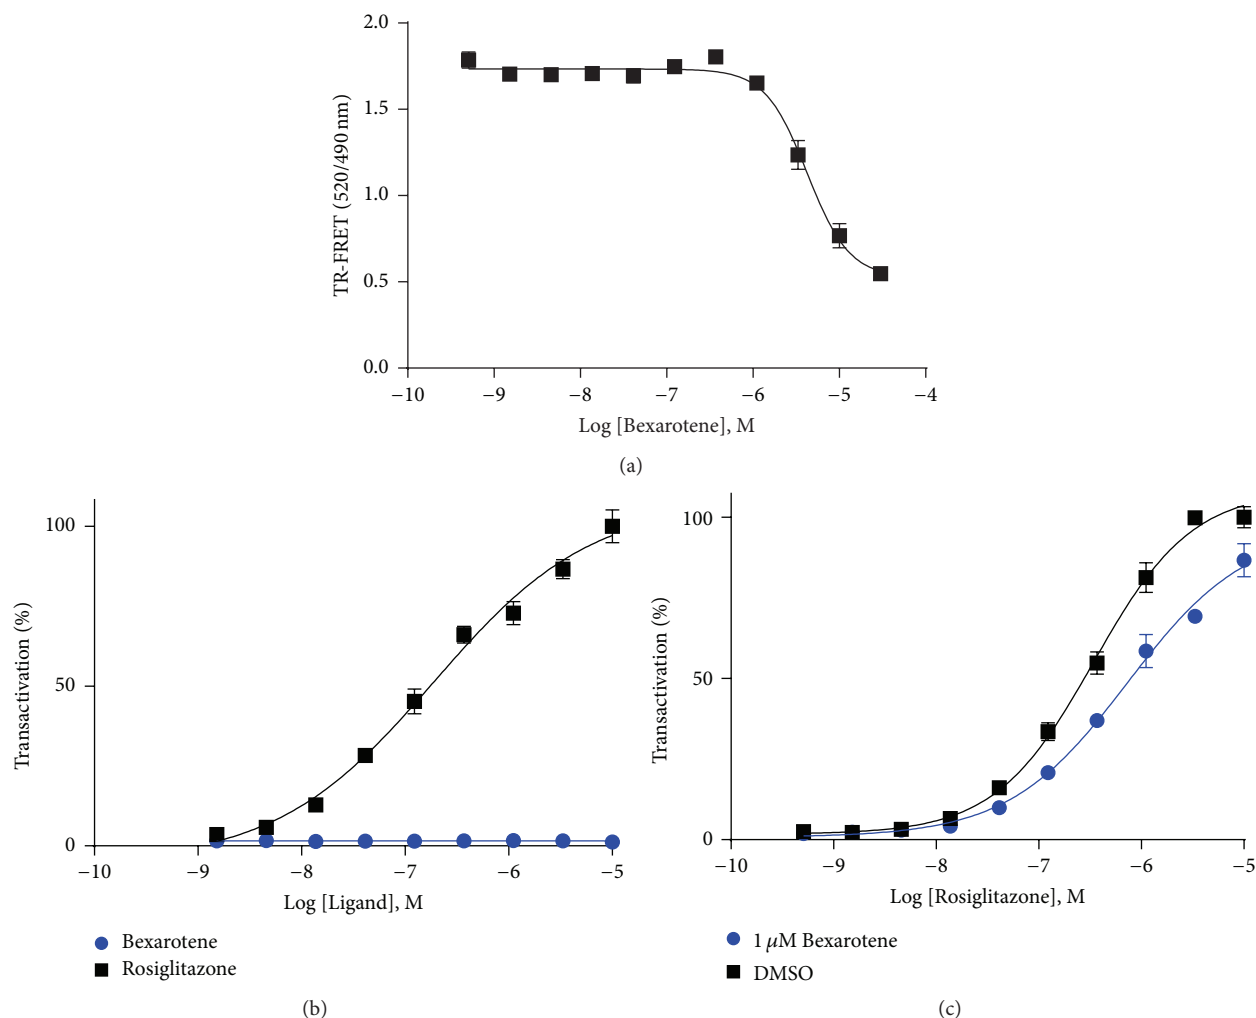 2.0
1.5
1.0
0.5
0.0
TR-FRET (520/490 nm)
−10 −9 −8 −7 −6 −5 −4
Log [Bexarotene], M
(a)
100
50
0
Transactivation (%)
−10 −9 −8 −7 −6 −5
Log [Ligand], M
Bexarotene
Rosiglitazone
(b)
100
50
0
Transactivation (%)
−10 −9 −8 −7 −6 −5
Log [Rosiglitazone], M
1 μM Bexarotene
DMSO
(c)